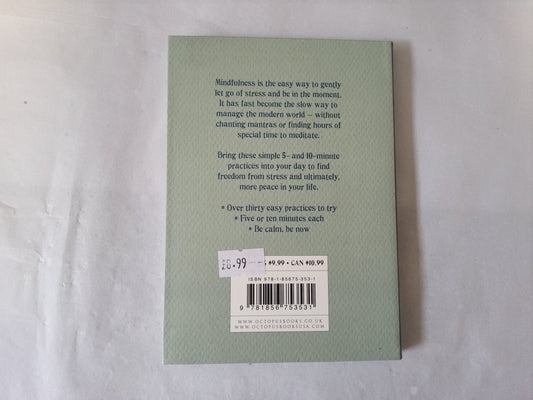 Mindfulness is the easy way to gently
let go of stress and be in the moment.
It has fast become the slow way to
manage the modern world – without
chanting mantras or finding hours of
special time to meditate.
Bring these simple 5- and 10-minute
practices into your day to find
freedom from stress and ultimately,
more peace in your life.
* Over thirty easy practices to try
* Five or ten minutes each
* Be calm, be now
£0.99
$9.99 • CAN $10.99
ISBN 978-1-85675-353-1
9 781856 753531
WWW.OCTOPUSBOOKS.CO.UK
WWW.OCTOPUSBOOKSUSA.COM